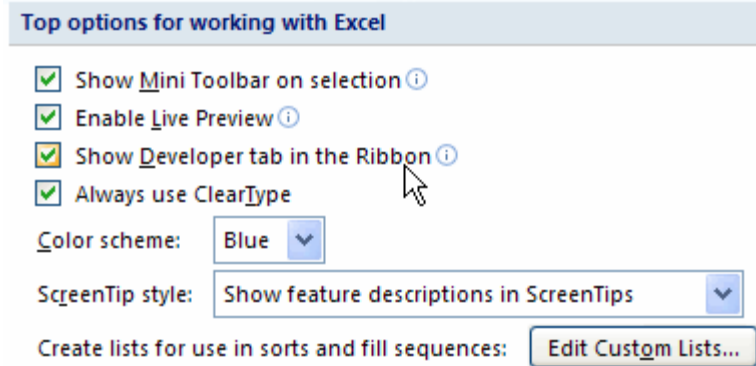 Top options for working with Excel
Show Mini Toolbar on selection
Enable Live Preview
Show Developer tab in the Ribbon
Always use ClearType
Color scheme: Blue
ScreenTip style: Show feature descriptions in ScreenTips
Create lists for use in sorts and fill sequences: Edit Custom Lists...